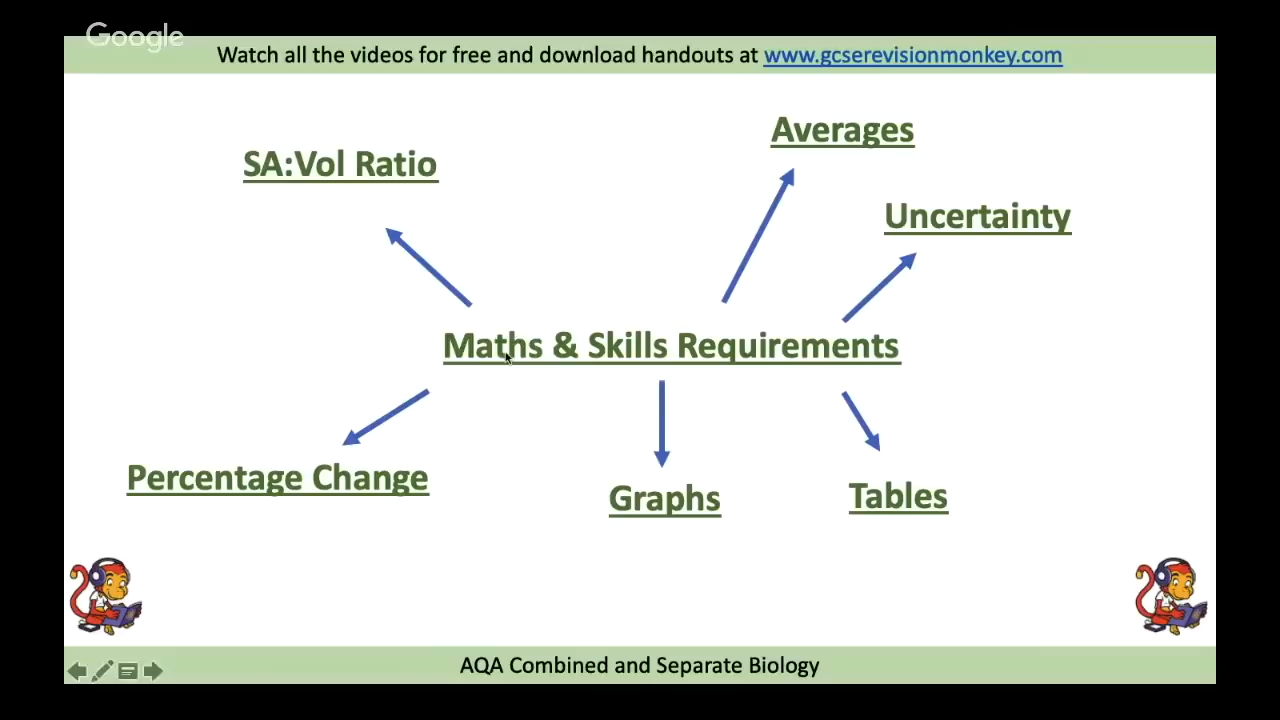 Google
Watch all the videos for free and download handouts at www.gcserevisionmonkey.com
Averages
SA:Vol Ratio
Uncertainty
Maths & Skills Requirements
Percentage Change
Graphs
Tables
AQA Combined and Separate Biology